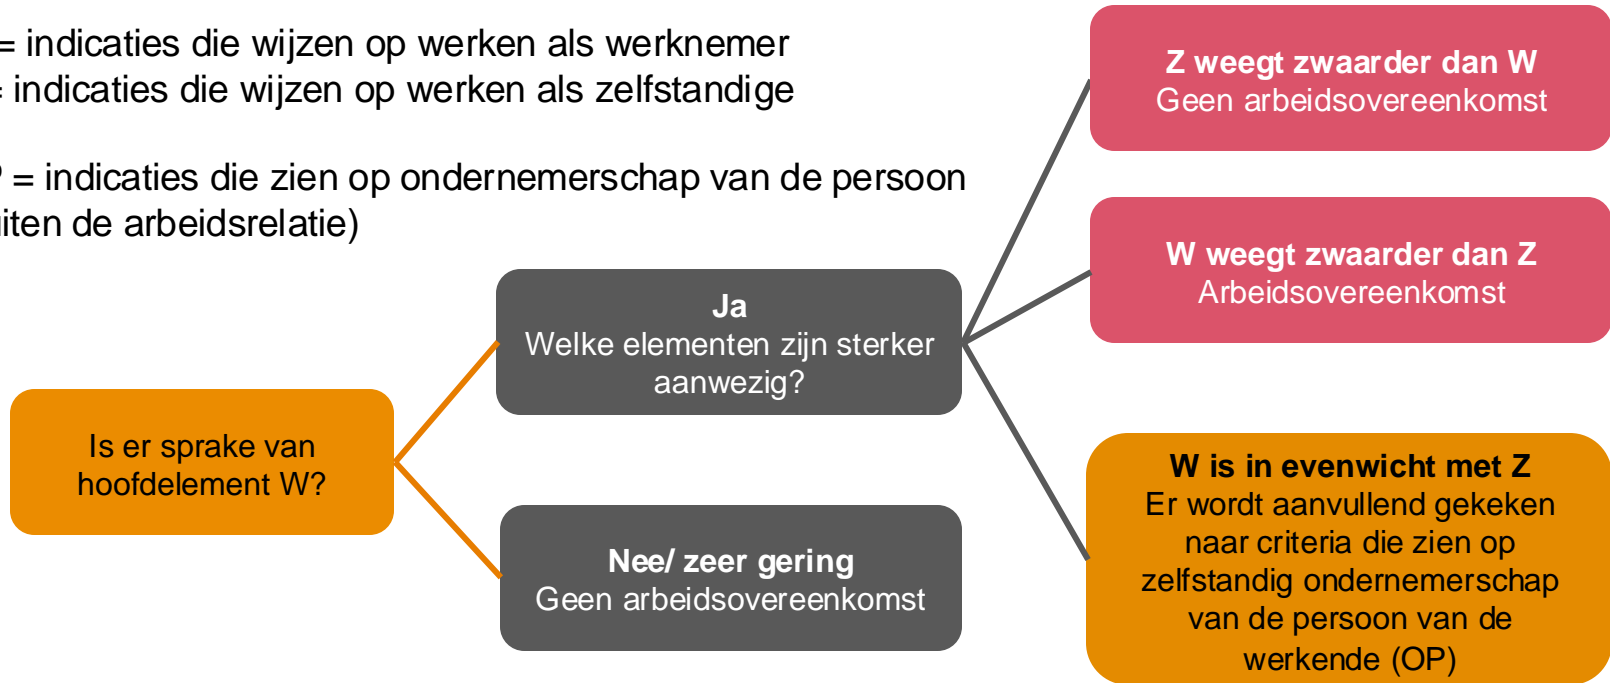 = indicaties die wijzen op werken als werknemer
= indicaties die wijzen op werken als zelfstandige
= indicaties die zien op ondernemerschap van de persoon
uiten de arbeidsrelatie)
Is er sprake van
hoofdelement W?
Ja
Welke elementen zijn sterker
aanwezig?
Nee/ zeer gering
Geen arbeidsovereenkomst
Z weegt zwaarder dan W
Geen arbeidsovereenkomst
W weegt zwaarder dan Z
Arbeidsovereenkomst
W is in evenwicht met Z
Er wordt aanvullend gekeken
naar criteria die zien op
zelfstandig ondernemerschap
van de persoon van de
werkende (OP)